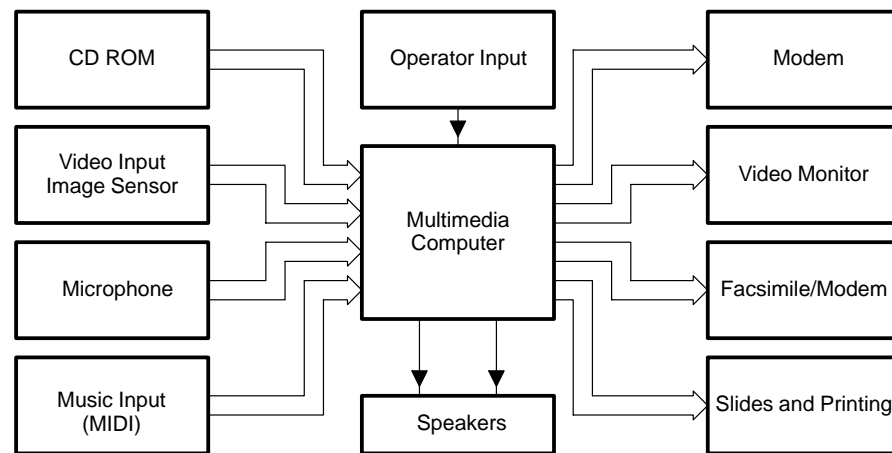 CD ROM
Operator Input
Modem
Video Input
Image Sensor
Video Monitor
Multimedia
Computer
Microphone
Facsimile/Modem
Music Input
(MIDI)
Speakers
Slides and Printing